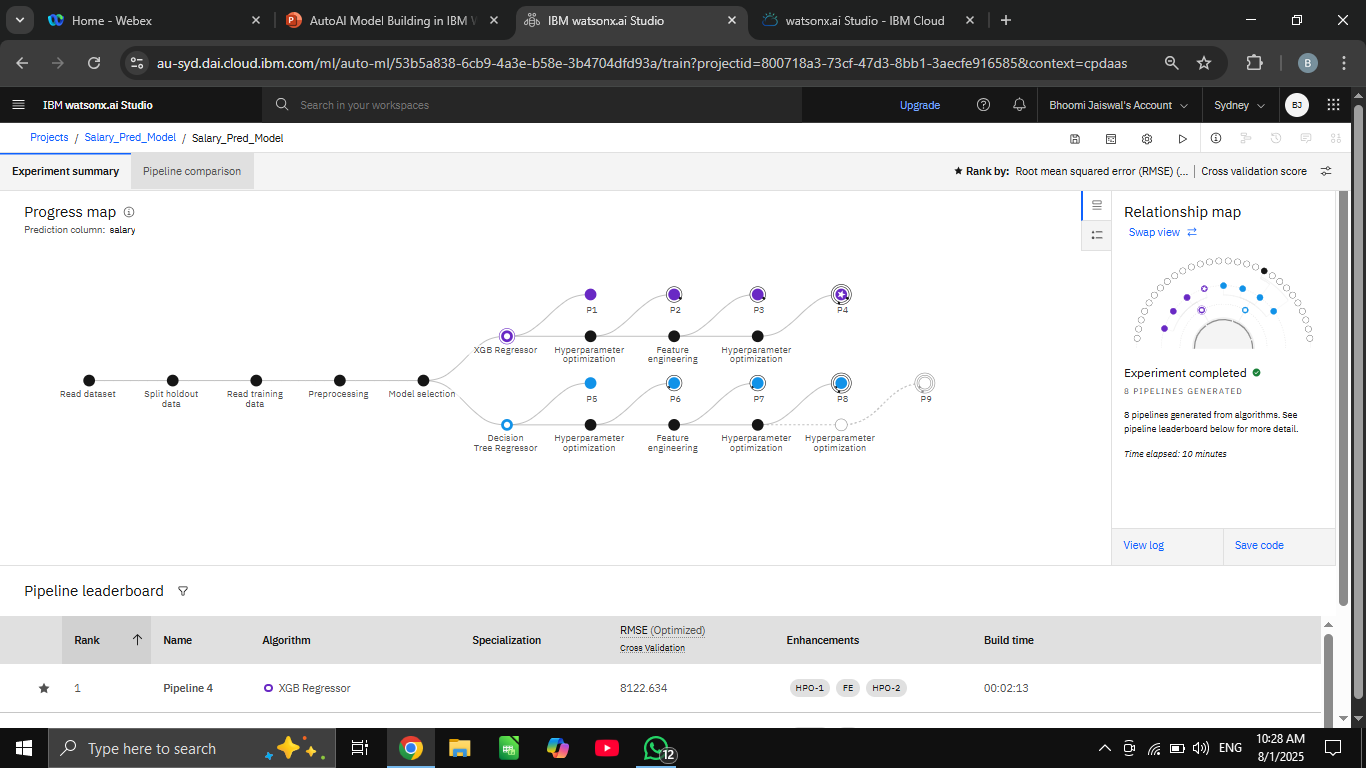 Home - Webex
AutoAI Model Building in IBM W
IBM watsonx.ai Studio
watsonx.ai Studio - IBM Cloud
au-syd.dai.cloud.ibm.com/ml/auto-ml/53b5a838-6cb9-4a3e-b58e-3b4704dfd93a/train?projectid=800718a3-73cf-47d3-8bb1-3aecfe916585&context=cpdaas
B
IBM watsonx.ai Studio
Search in your workspaces
Upgrade
Bhoomi Jaiswal's Account
Sydney
BJ
Projects / Salary_Pred_Model / Salary_Pred_Model
Experiment summary
Pipeline comparison
Rank by: Root mean squared error (RMSE) (... | Cross validation score
Progress map
Prediction column: salary
P1
P2
P3
P4
XGB Regressor
Hyperparameter
optimization
Feature
engineering
Hyperparameter
optimization
Read dataset
Split holdout
data
Read training
data
Preprocessing
Model selection
P5
P6
P7
P8
P9
Decision
Tree Regressor
Hyperparameter
optimization
Feature
engineering
Hyperparameter
optimization
Hyperparameter
optimization
Relationship map
Swap view
Experiment completed
8 PIPELINES GENERATED
8 pipelines generated from algorithms. See
pipeline leaderboard below for more detail.
Time elapsed: 10 minutes
View log
Save code
Pipeline leaderboard
Rank
Name
Algorithm
Specialization
RMSE (Optimized)
Cross Validation
Enhancements
Build time
1
Pipeline 4
XGB Regressor
8122.634
HPO-1
FE
HPO-2
00:02:13
Type here to search
12
ENG
10:28 AM
8/1/2025